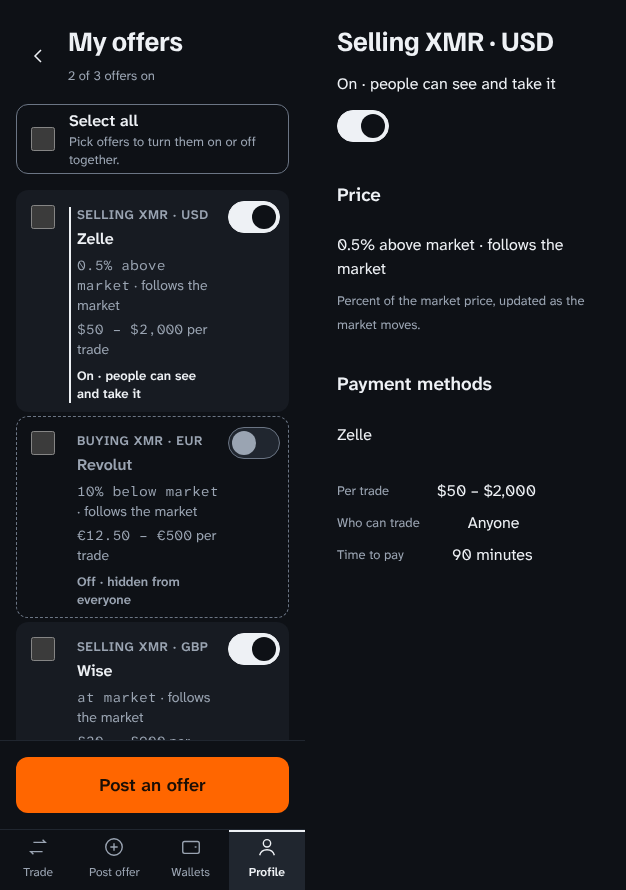 My offers
2 of 3 offers on
Select all
Pick offers to turn them on or off
together.
SELLING XMR · USD
Zelle
0.5% above
market · follows the
market
$50 – $2,000 per
trade
On · people can see
and take it
BUYING XMR · EUR
Revolut
10% below market
· follows the market
€12.50 – €500 per
trade
Off · hidden from
everyone
SELLING XMR · GBP
Wise
at market · follows
the market
Post an offer
Trade
Post offer
Wallets
Profile
Selling XMR · USD
On · people can see and take it
Price
0.5% above market · follows the
market
Percent of the market price, updated as the
market moves.
Payment methods
Zelle
Per trade $50 – $2,000
Who can trade Anyone
Time to pay 90 minutes